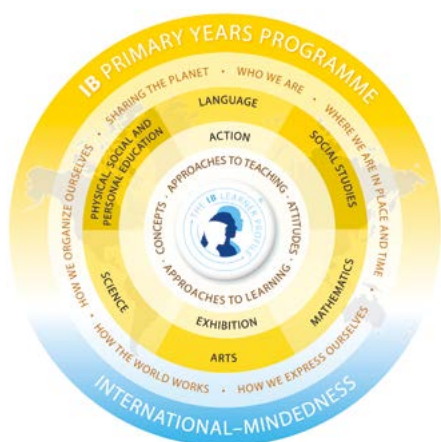 IB PRIMARY YEARS PROGRAMME
SHARING THE PLANET • WHO WE ARE • WHERE WE ARE IN PLACE AND TIME •
HOW WE ORGANIZE OURSELVES • HOW THE WORLD WORKS • HOW WE EXPRESS OURSELVES
LANGUAGE
PHYSICAL, SOCIAL AND
PERSONAL EDUCATION
SOCIAL STUDIES
ACTION
APPROACHES TO TEACHING •
CONCEPTS •
ATTITUDES •
THE IB LEARNER PROFILE
APPROACHES TO LEARNING
SCIENCE
MATHEMATICS
EXHIBITION
ARTS
INTERNATIONAL-MINDEDNESS